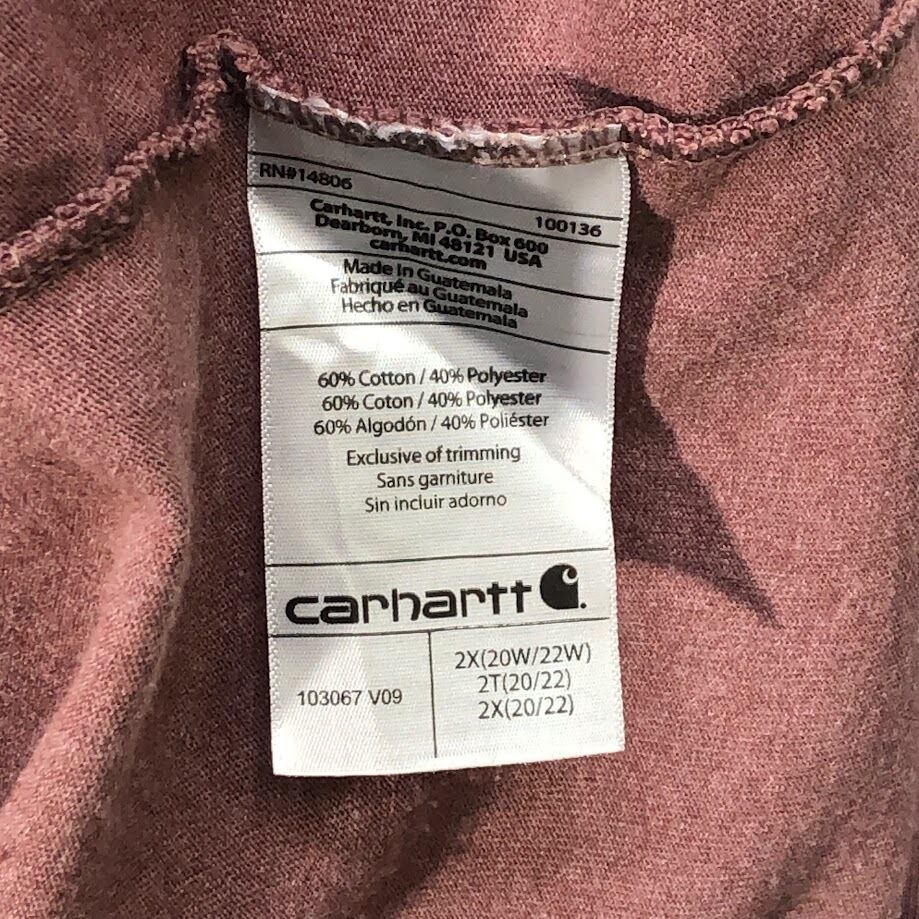 RN#14806
100136
Carhartt, Inc. P.O. Box 600
Dearborn, MI 48121 USA
carhartt.com
Made in Guatemala
Fabriqué au Guatemala
Hecho en Guatemala
60% Cotton / 40% Polyester
60% Coton / 40% Polyester
60% Algodón / 40% Poliéster
Exclusive of trimming
Sans garniture
Sin incluir adorno
carhartt
103067 V09
2X(20W/22W)
2T(20/22)
2X(20/22)